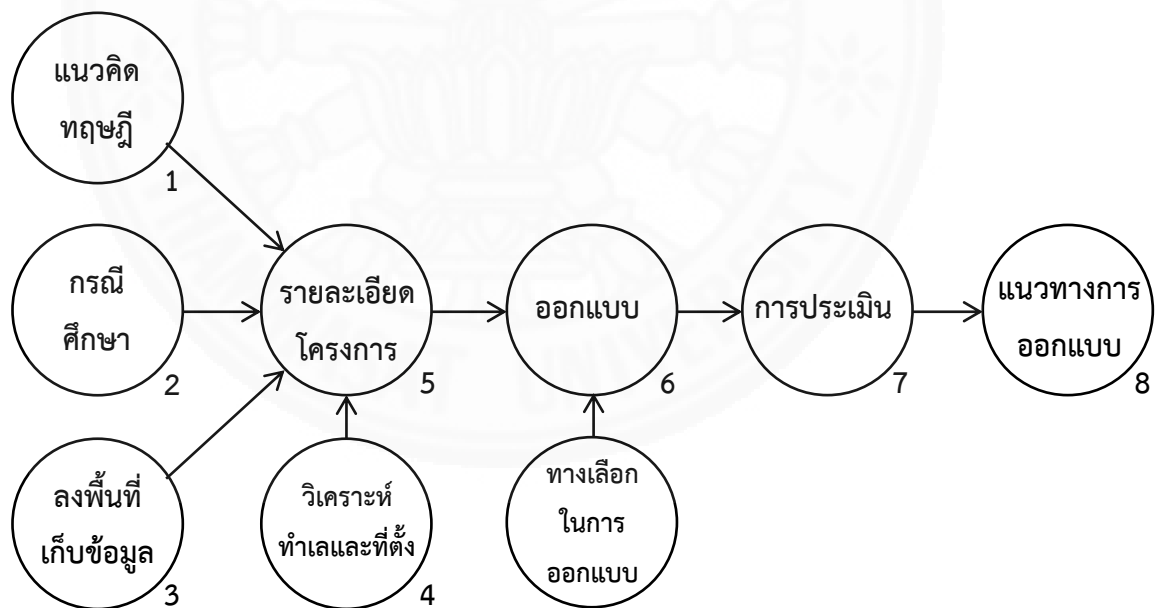 แนวคิด
ทฤษฎี
1
กรณี
ศึกษา
2
ลงพื้นที่
เก็บข้อมูล
3
วิเคราะห์
ทำเลและที่ตั้ง
4
รายละเอียด
โครงการ
5
ออกแบบ
6
ทางเลือก
ในการ
ออกแบบ
การประเมิน
7
แนวทางการ
ออกแบบ
8